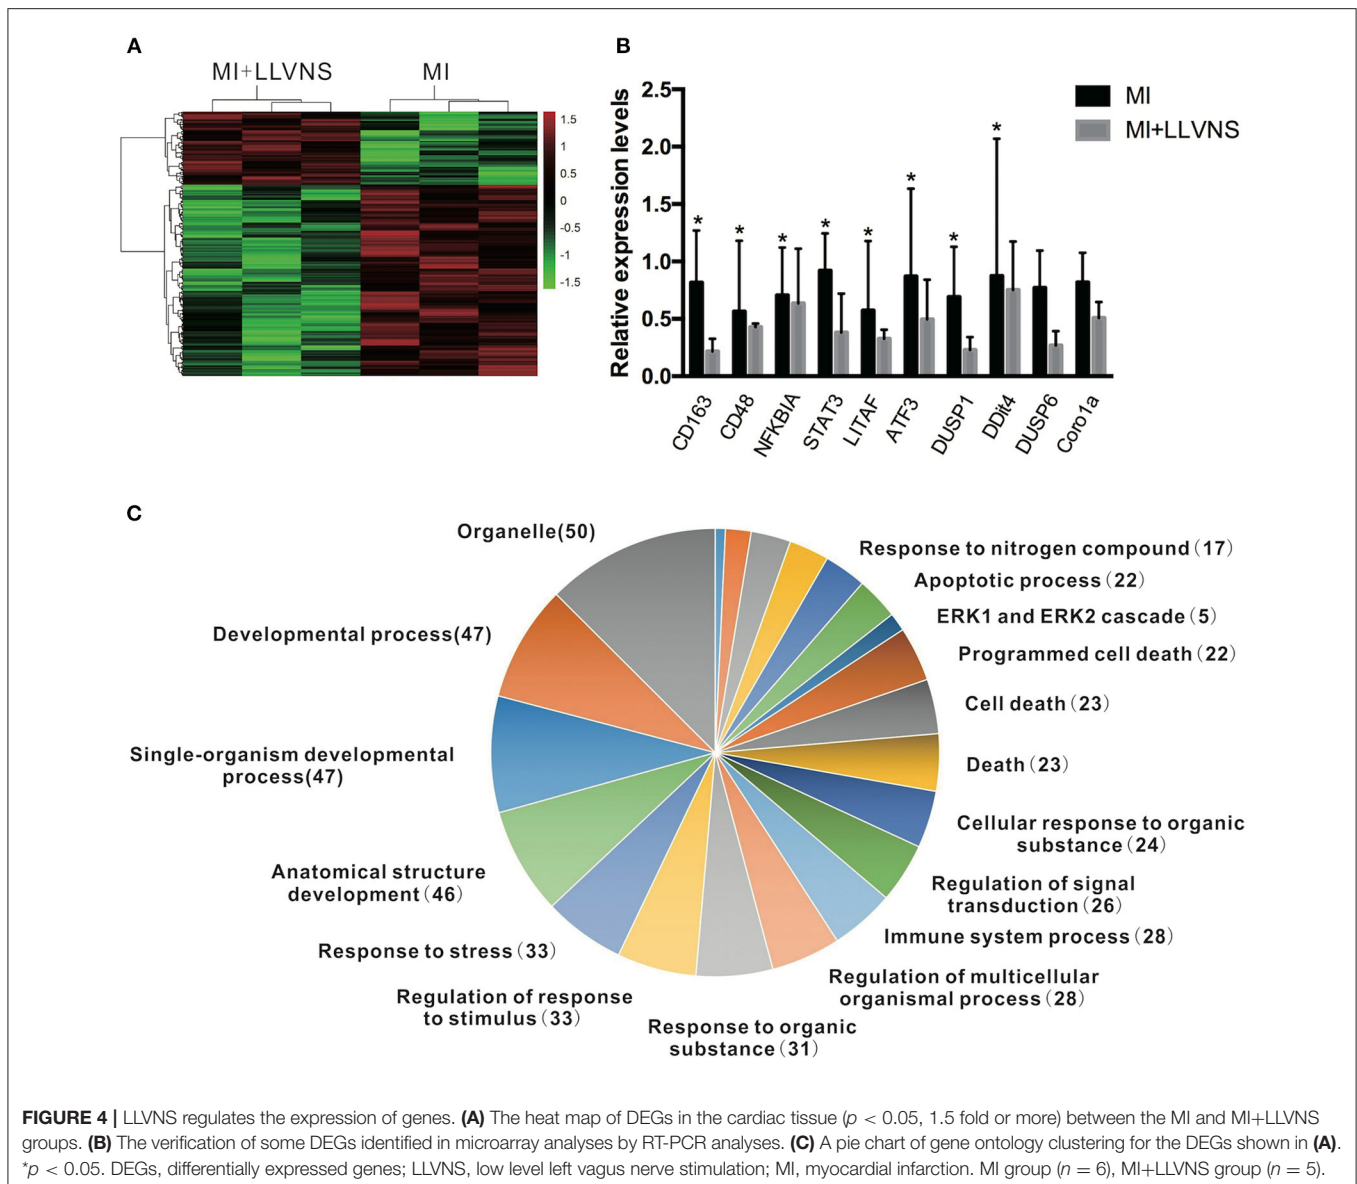 A
MI+LLVNS
MI
1.5
1
0.5
0
-0.5
-1
-1.5
B
Relative expression levels
2.5
2.0
1.5
1.0
0.5
0.0
* * * * * * * *
MI
MI+LLVNS
CD163
CD48
NFKBIA
STAT3
LITAF
ATF3
DUSP1
DDit4
DUSP6
Coro1a
C
Organelle(50)
Developmental process(47)
Single-organism developmental
process(47)
Anatomical structure
development(46)
Response to stress(33)
Regulation of response
to stimulus(33)
Response to organic
substance(31)
Response to nitrogen compound(17)
Apoptotic process(22)
ERK1 and ERK2 cascade(5)
Programmed cell death(22)
Cell death(23)
Death(23)
Cellular response to organic
substance(24)
Regulation of signal
transduction(26)
Immune system process(28)
Regulation of multicellular
organismal process(28)
FIGURE 4 | LLVNS regulates the expression of genes. (A) The heat map of DEGs in the cardiac tissue (p < 0.05, 1.5 fold or more) between the MI and MI+LLVNS
groups. (B) The verification of some DEGs identified in microarray analyses by RT-PCR analyses. (C) A pie chart of gene ontology clustering for the DEGs shown in (A).
*p < 0.05. DEGs, differentially expressed genes; LLVNS, low level left vagus nerve stimulation; MI, myocardial infarction. MI group (n = 6), MI+LLVNS group (n = 5).